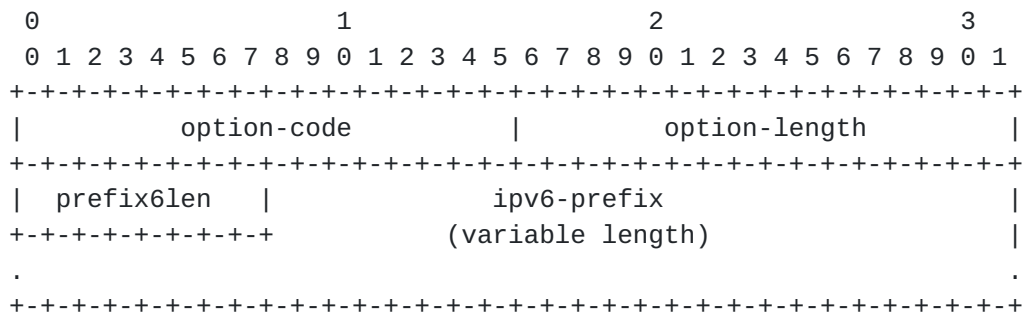 0                   1                   2                   3
 0 1 2 3 4 5 6 7 8 9 0 1 2 3 4 5 6 7 8 9 0 1 2 3 4 5 6 7 8 9 0 1
+-+-+-+-+-+-+-+-+-+-+-+-+-+-+-+-+-+-+-+-+-+-+-+-+-+-+-+-+-+-+-+-+
|          option-code          |         option-length         |
+-+-+-+-+-+-+-+-+-+-+-+-+-+-+-+-+-+-+-+-+-+-+-+-+-+-+-+-+-+-+-+-+
|  prefix6len   |              ipv6-prefix                      |
+-+-+-+-+-+-+-+-+           (variable length)                   |
.                                                               .
+-+-+-+-+-+-+-+-+-+-+-+-+-+-+-+-+-+-+-+-+-+-+-+-+-+-+-+-+-+-+-+-+